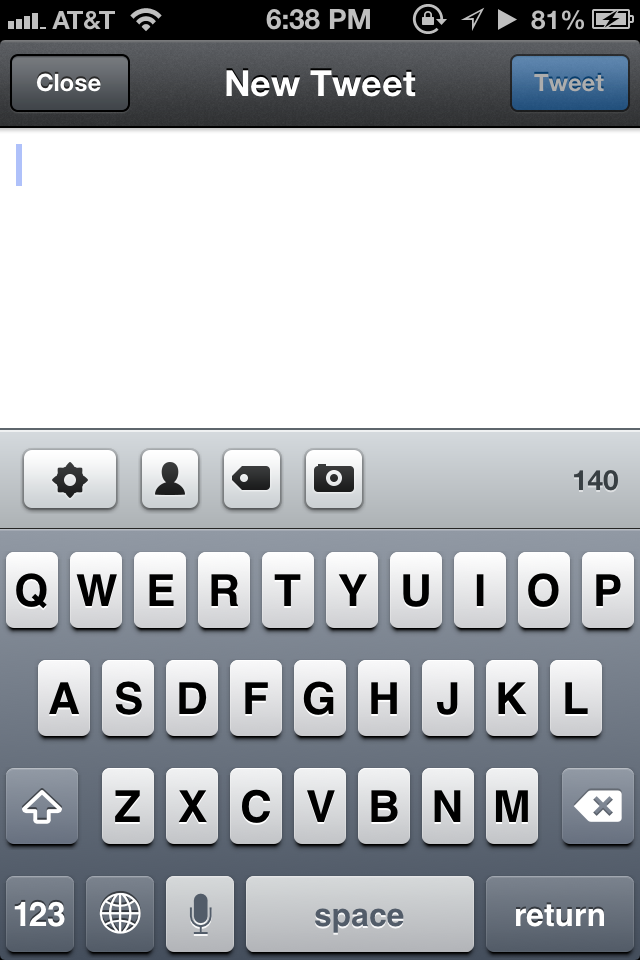 AT&T 6:38 PM 81%
Close New Tweet Tweet
140
Q W E R T Y U I O P
A S D F G H J K L
Z X C V B N M
123 space return